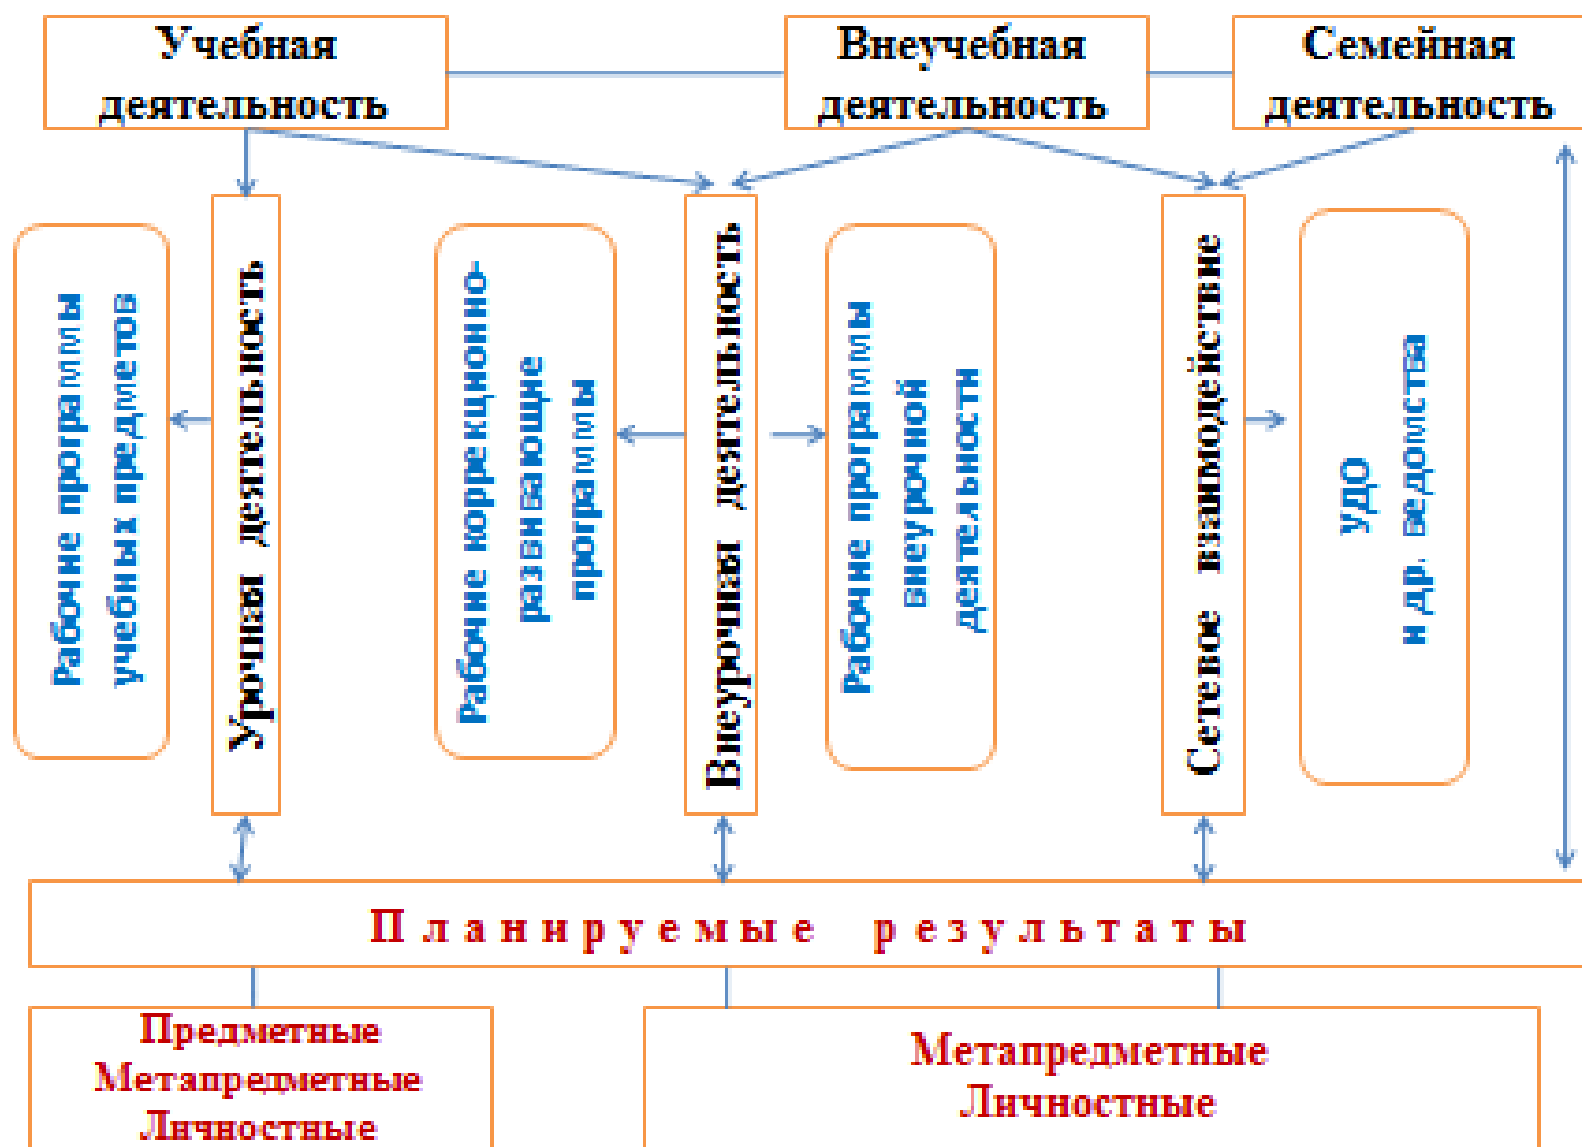 Учебная
деятельность
Внеучебная
деятельность
Семейная
деятельность
Рабочие программы
учебных предметов
Урочная деятельность
Рабочие коррекционно-
развивающие
программы
Внеурочная деятельность
Рабочие программы
внеурочной
деятельности
Сетевое взаимодействие
УДО
и др. ведомства
Планируемые результаты
Предметные
Метапредметные
Личностные
Метапредметные
Личностные